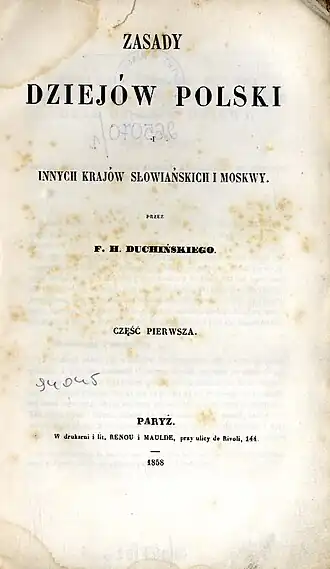 ZASADY
DZIEJÓW POLSKI
I
INNYCH KRAJÓW SŁOWIAŃSKICH I MOSKWY.
PRZEZ
F. H. DUCHIŃSKIEGO.
CZĘŚĆ PIERWSZA.
94045
PARYŻ.
W drukarni i lit. RENOU i MAULDE, przy ulicy de Rivoli, 144.
1858